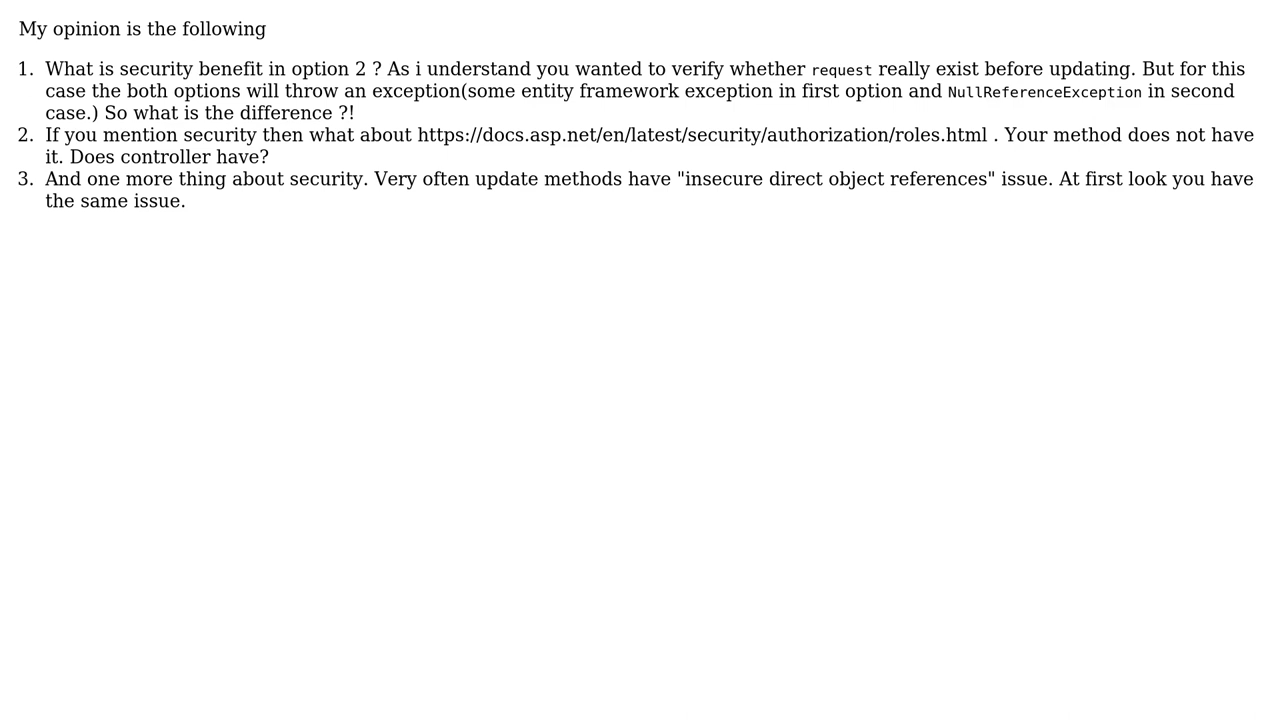 My opinion is the following
1. What is security benefit in option 2 ? As i understand you wanted to verify whether request really exist before updating. But for this
case the both options will throw an exception(some entity framework exception in first option and NullReferenceException in second
case.) So what is the difference ?!
2. If you mention security then what about https://docs.asp.net/en/latest/security/authorization/roles.html . Your method does not have
it. Does controller have?
3. And one more thing about security. Very often update methods have "insecure direct object references" issue. At first look you have
the same issue.